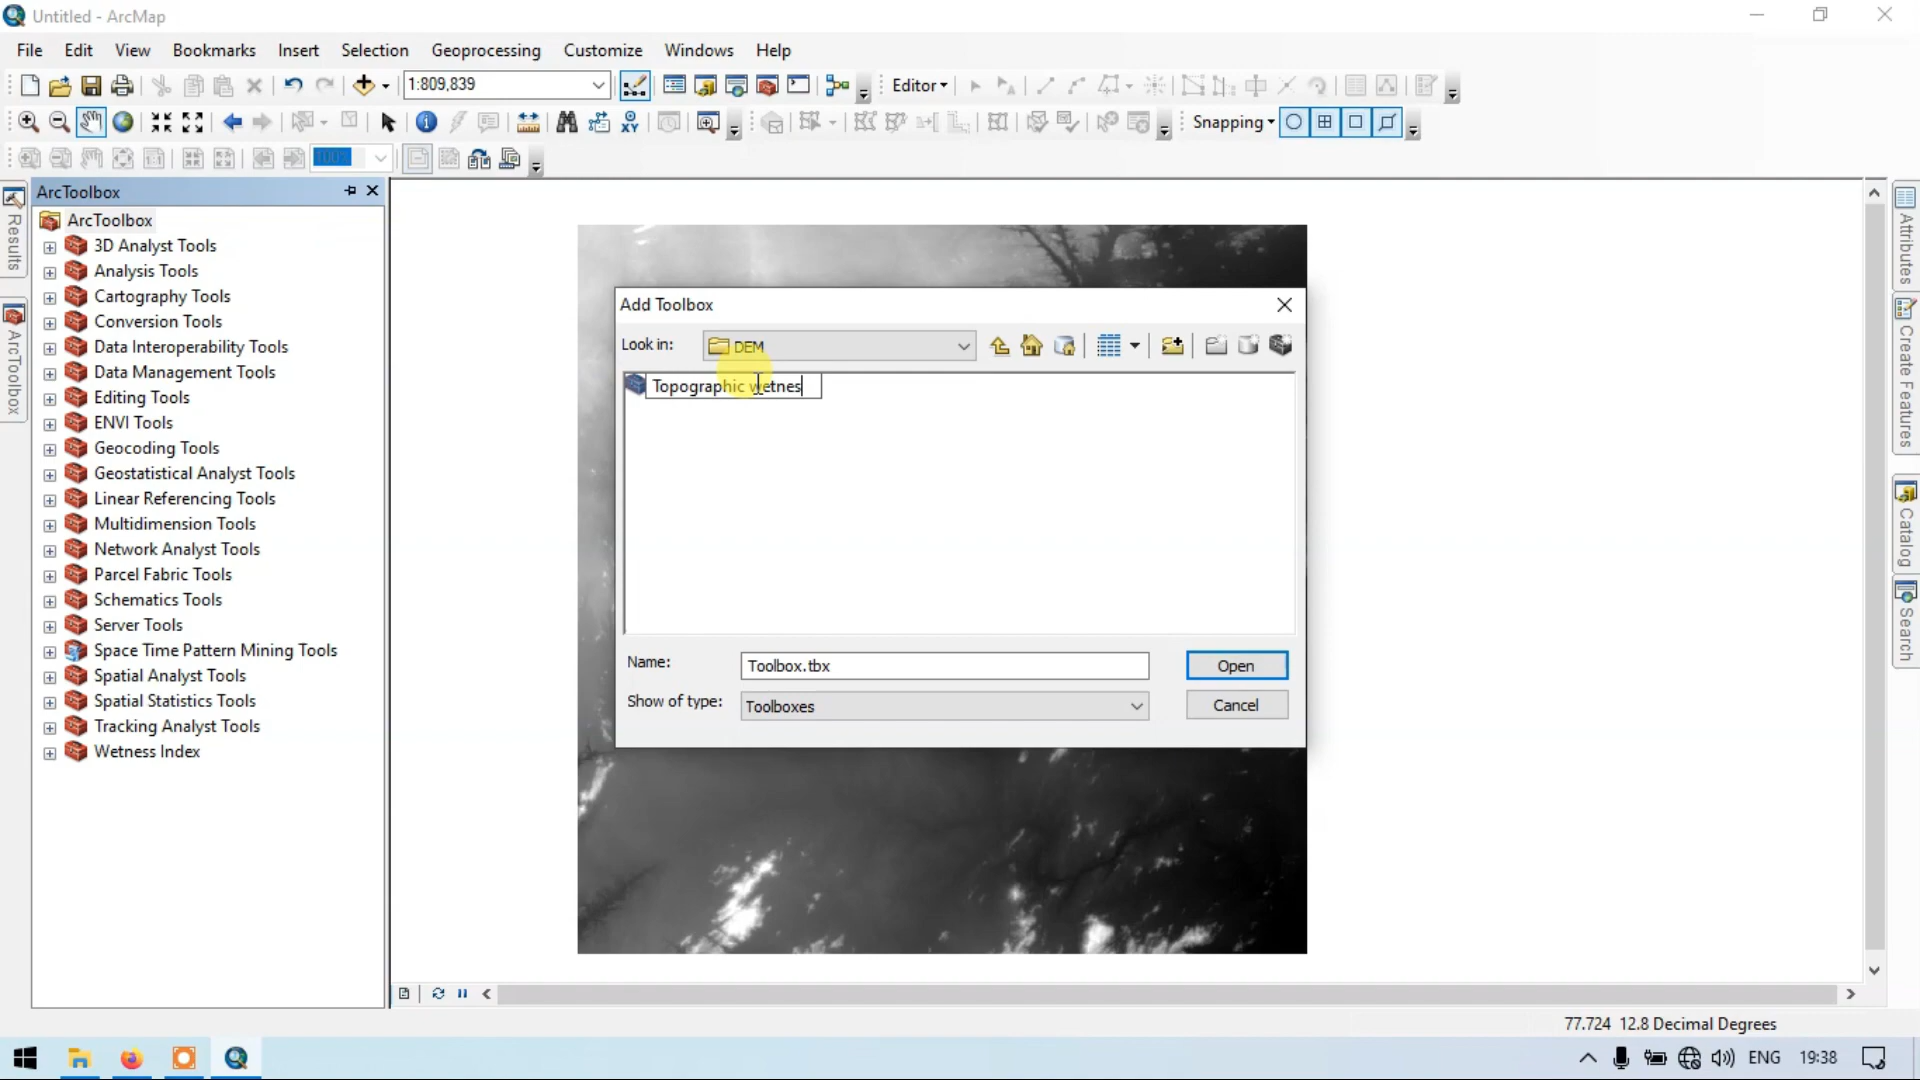 Untitled - ArcMap
File Edit View Bookmarks Insert Selection Geoprocessing Customize Windows Help
1:809,839
Editor
XY
Snapping
1:1
100%
Results
ArcToolbox
ArcToolbox
ArcToolbox
3D Analyst Tools
Analysis Tools
Cartography Tools
Conversion Tools
Data Interoperability Tools
Data Management Tools
Editing Tools
ENVI Tools
Geocoding Tools
Geostatistical Analyst Tools
Linear Referencing Tools
Multidimension Tools
Network Analyst Tools
Parcel Fabric Tools
Schematics Tools
Server Tools
Space Time Pattern Mining Tools
Spatial Analyst Tools
Spatial Statistics Tools
Tracking Analyst Tools
Wetness Index
Add Toolbox
Look in: DEM
Topographic wetnes
Name: Toolbox.tbx
Open
Show of type: Toolboxes
Cancel
Attributes
Create Features
Catalog
Search
77.724 12.8 Decimal Degrees
ENG 19:38